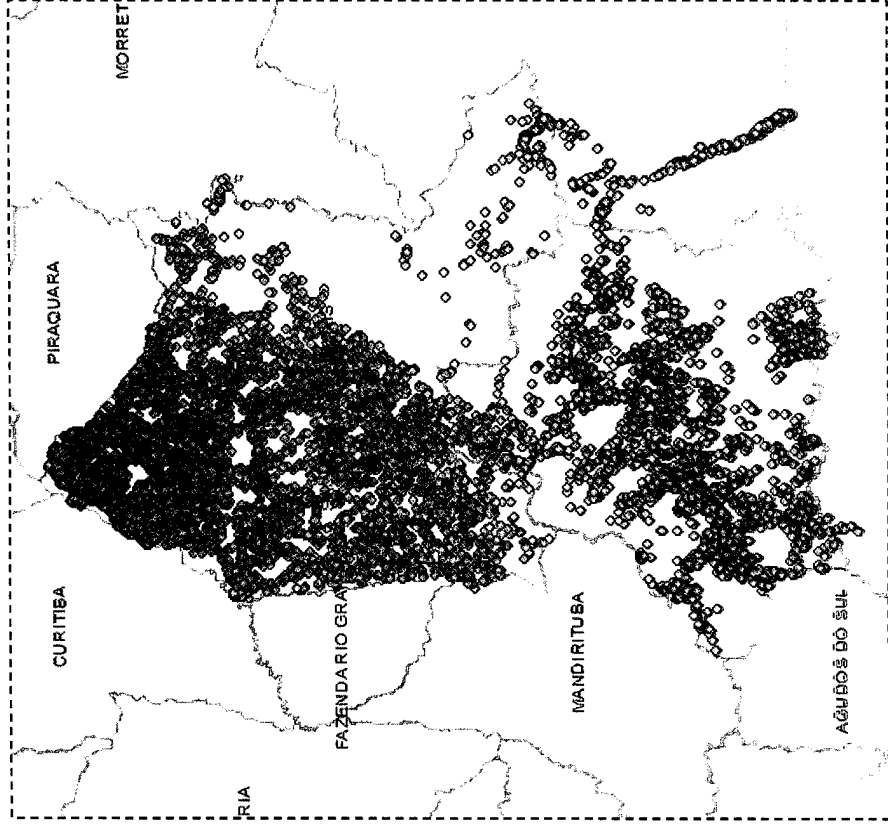 MORRET
PIRAQUARA
CURITIBA
FAZENDA RIO GRA
MANDIRITUBA
AGUDOS DO SUL
RIA